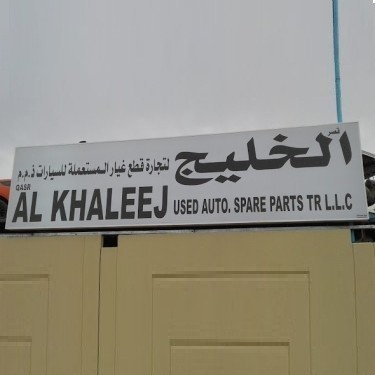 قصر
الخليج لتجارة قطع غيار المستعملة للسيارات ذ.م.م
QASR
AL KHALEEJ USED AUTO. SPARE PARTS TR L.L.C